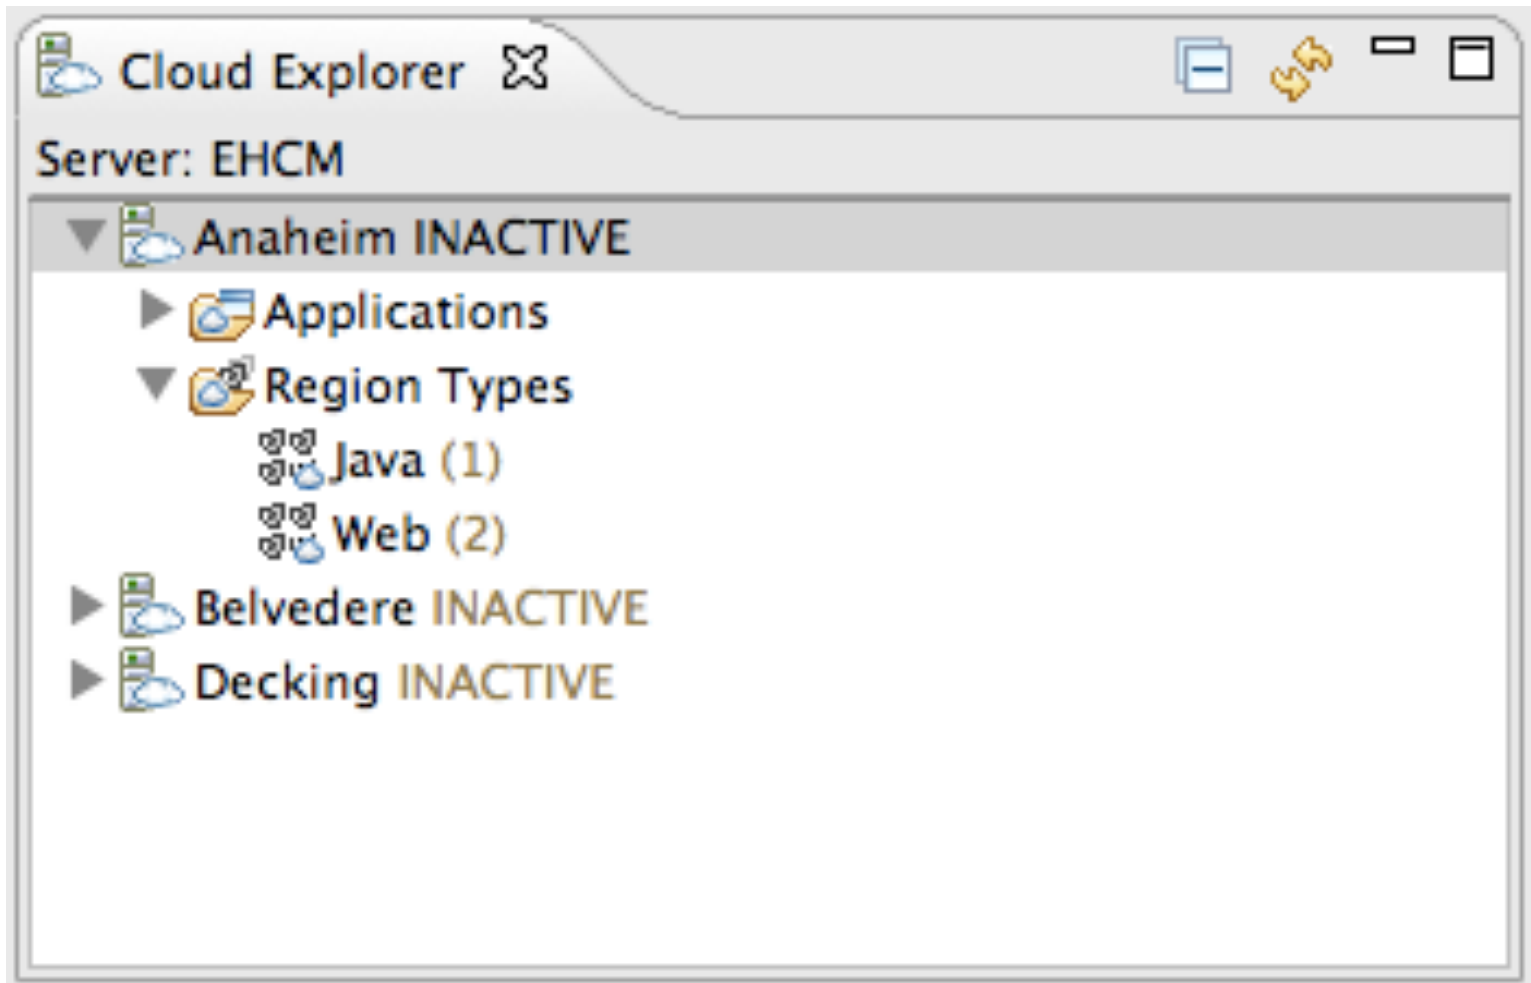 Cloud Explorer
Server: EHCM
Anaheim INACTIVE
Applications
Region Types
Java (1)
Web (2)
Belvedere INACTIVE
Decking INACTIVE